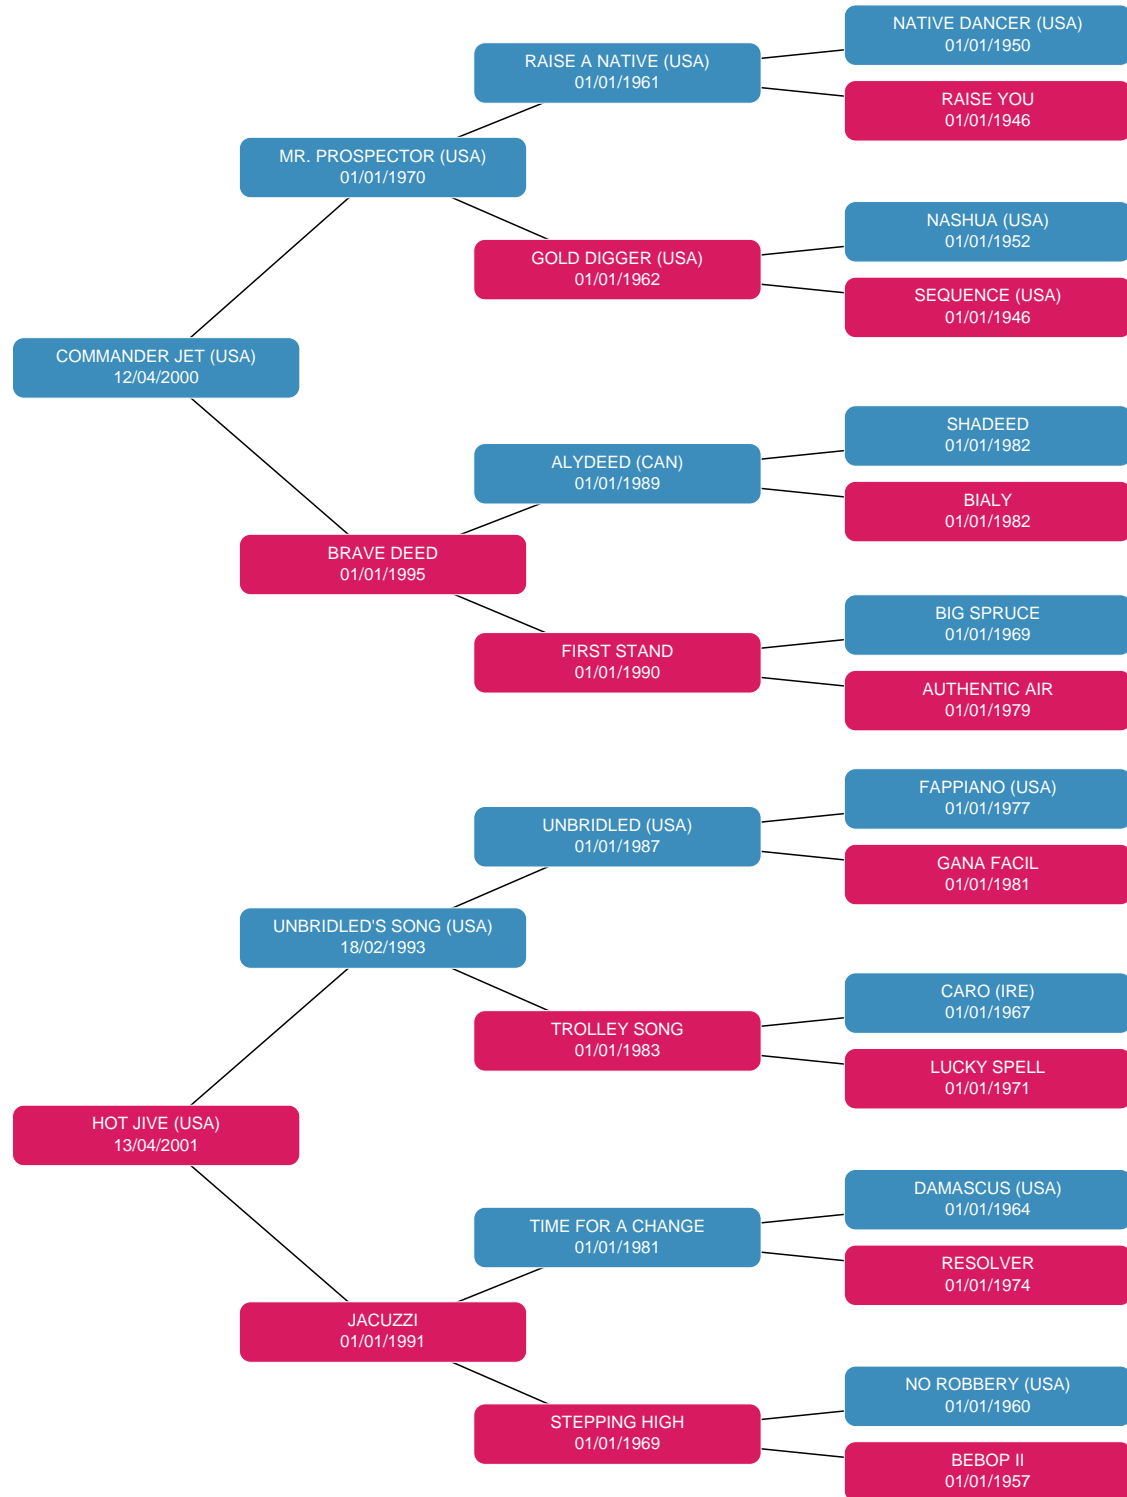 NATIVE DANCER (USA)
01/01/1950
RAISE A NATIVE (USA)
01/01/1961
RAISE YOU
01/01/1946
MR. PROSPECTOR (USA)
01/01/1970
NASHUA (USA)
01/01/1952
GOLD DIGGER (USA)
01/01/1962
SEQUENCE (USA)
01/01/1946
COMMANDER JET (USA)
12/04/2000
SHADEED
01/01/1982
ALYDEED (CAN)
01/01/1989
BIALY
01/01/1982
BRAVE DEED
01/01/1995
BIG SPRUCE
01/01/1969
FIRST STAND
01/01/1990
AUTHENTIC AIR
01/01/1979
FAPPIANO (USA)
01/01/1977
UNBRIDLED (USA)
01/01/1987
GANA FACIL
01/01/1981
UNBRIDLED'S SONG (USA)
18/02/1993
CARO (IRE)
01/01/1967
TROLLEY SONG
01/01/1983
LUCKY SPELL
01/01/1971
HOT JIVE (USA)
13/04/2001
DAMASCUS (USA)
01/01/1964
TIME FOR A CHANGE
01/01/1981
RESOLVER
01/01/1974
JACUZZI
01/01/1991
NO ROBBERY (USA)
01/01/1960
STEPPING HIGH
01/01/1969
BEBOP II
01/01/1957